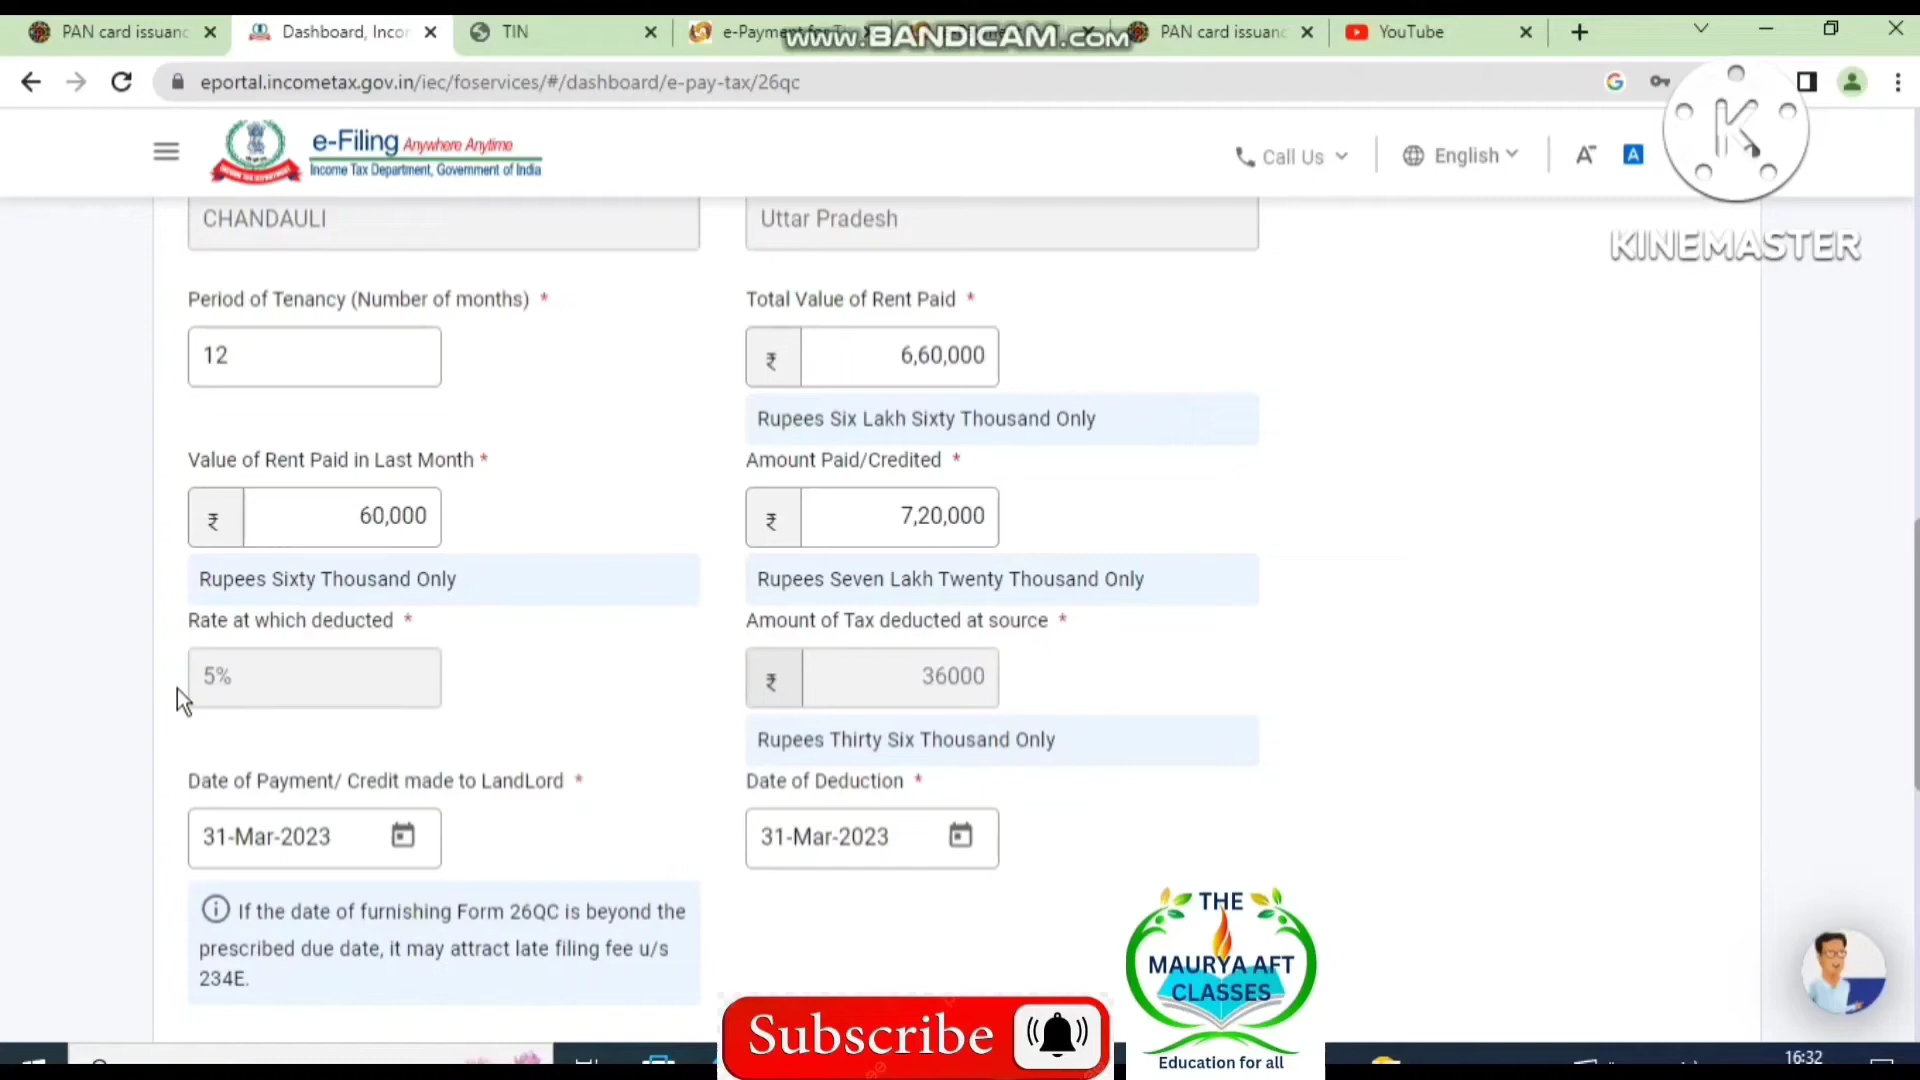 PAN card issuanc
Dashboard, Incor
TIN
e-Payment for T
www.BANDICAM.com
PAN card issuanc
YouTube
eportal.incometax.gov.in/iec/foservices/#/dashboard/e-pay-tax/26qc
e-Filing Anywhere Anytime
Income Tax Department, Government of India
Call Us
English
A
A
K
KINEMASTER
CHANDAULI
Uttar Pradesh
Period of Tenancy (Number of months) *
Total Value of Rent Paid *
12
₹ 6,60,000
Rupees Six Lakh Sixty Thousand Only
Value of Rent Paid in Last Month *
Amount Paid/Credited *
₹ 60,000
₹ 7,20,000
Rupees Sixty Thousand Only
Rupees Seven Lakh Twenty Thousand Only
Rate at which deducted *
Amount of Tax deducted at source *
5%
₹ 36000
Rupees Thirty Six Thousand Only
Date of Payment/ Credit made to LandLord *
Date of Deduction *
31-Mar-2023
31-Mar-2023
If the date of furnishing Form 26QC is beyond the
prescribed due date, it may attract late filing fee u/s
234E.
Subscribe
THE
MAURYA AFT
CLASSES
Education for all
16:32